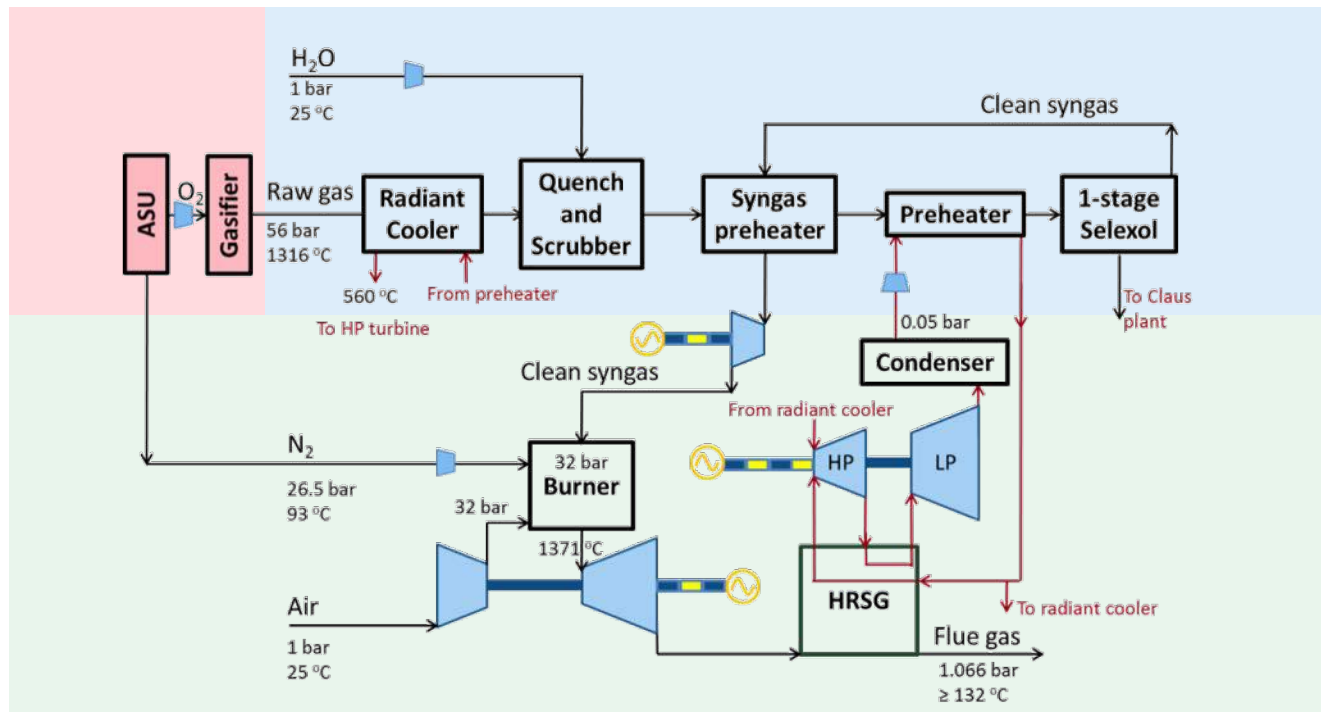 H₂O
1 bar
25 °C
Clean syngas
ASU
O₂
Gasifier
Raw gas
56 bar
1316 °C
Radiant
Cooler
Quench
and
Scrubber
Syngas
preheater
Preheater
1-stage
Selexol
560 °C
From preheater
To HP turbine
To Claus
plant
0.05 bar
Condenser
Clean syngas
From radiant cooler
HP
LP
N₂
26.5 bar
93 °C
32 bar
Burner
32 bar
1371 °C
Air
1 bar
25 °C
HRSG
To radiant cooler
Flue gas
1.066 bar
≥ 132 °C